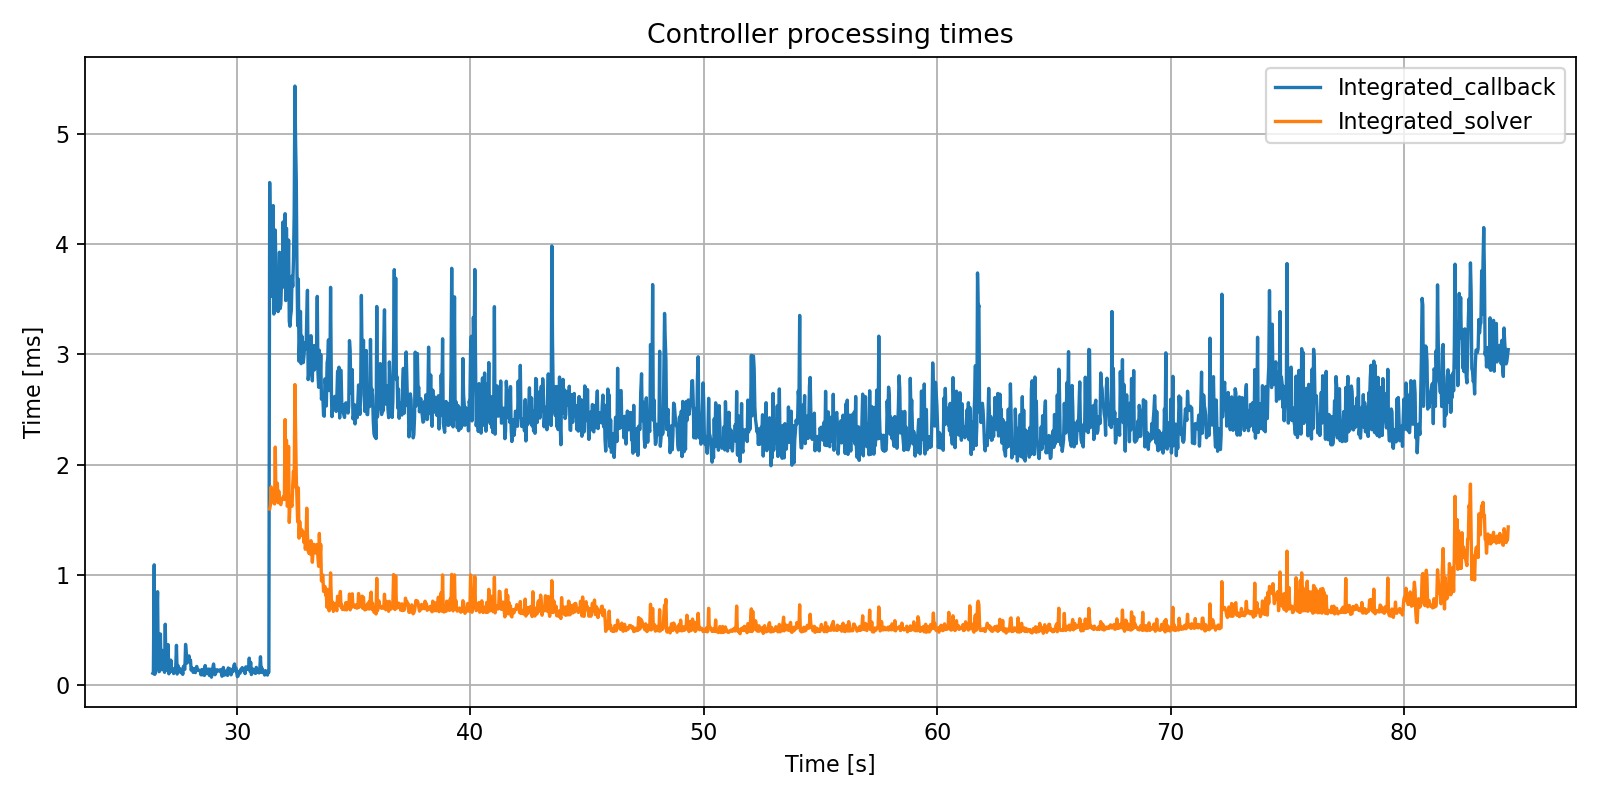 Controller processing times
Integrated_callback
Integrated_solver
Time [ms]
5
4
3
2
1
0
30
40
50
60
70
80
Time [s]